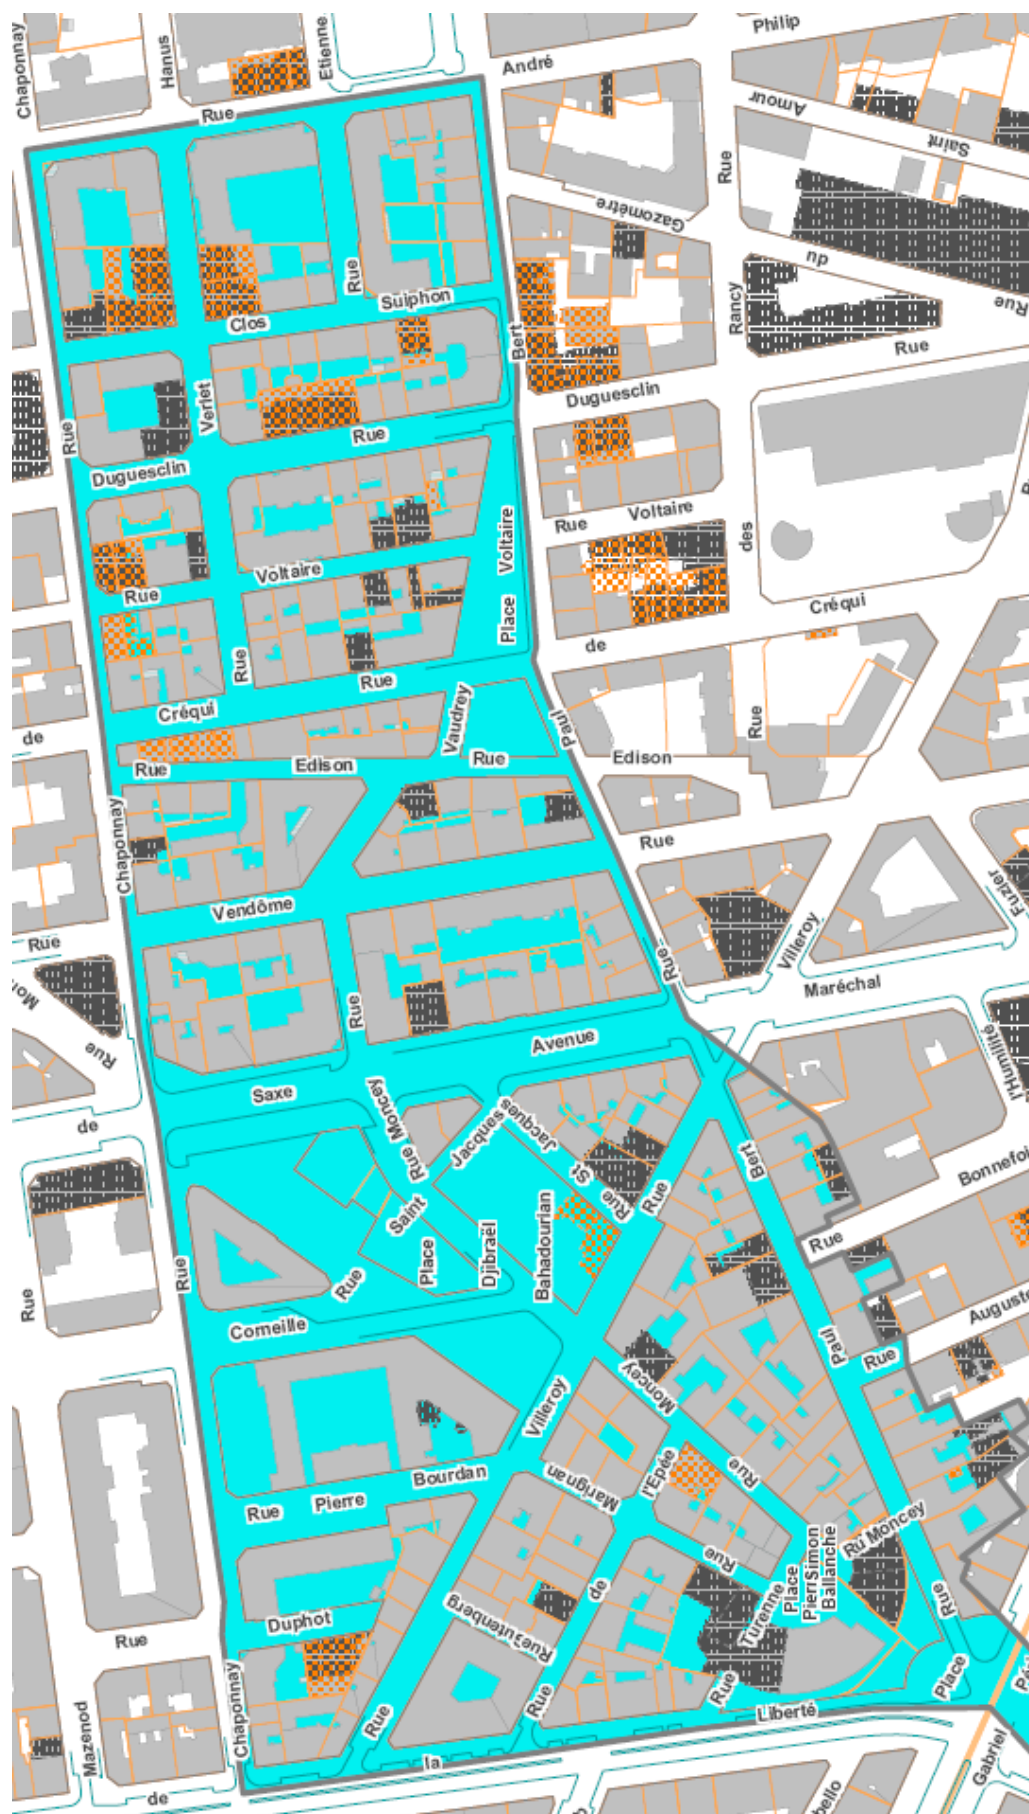 Philip
Chaponnay
Hanus
Etienne
André
Amour
Saint
Rue
Rue
Gazomètre
du
Rue
Rue
Suiphon
Clos
Bert
Rancy
Rue
Verlet
Rue
Rue
Duguesclin
Duguesclin
Rue
Voltaire
Voltaire
des
Voltaire
Rue
Place
Créqui
de
Rue
Rue
Créqui
Vaudrey
Paul
Rue
de
Rue
Edison
Rue
Edison
Chaponnay
Rue
Vendôme
Fuzier
Villeroy
Rue
Rue
Maréchal
Rue
Rue
Avenue
l'Humilité
Saxe
Rue Moncey
Jacques
Jacques
de
Bert
Bonnefoi
St
Rue
Rue
Saint
Place
Djibraël
Bahadourian
Rue
Rue
Rue
Rue
Corneille
Auguste
Paul
Rue
Moncey
Villeroy
Bourdan
Marignan
l'Epée
Rue
Rue
Pierre
Ru Moncey
Rue
Place
PierrSimon
Ballanche
Turenne
de
Rue
Duphot
Rueutenberg
Rue
Rue
Place
Chaponnay
Mazenod
Rue
Rue
Liberté
la
Gabriel
de